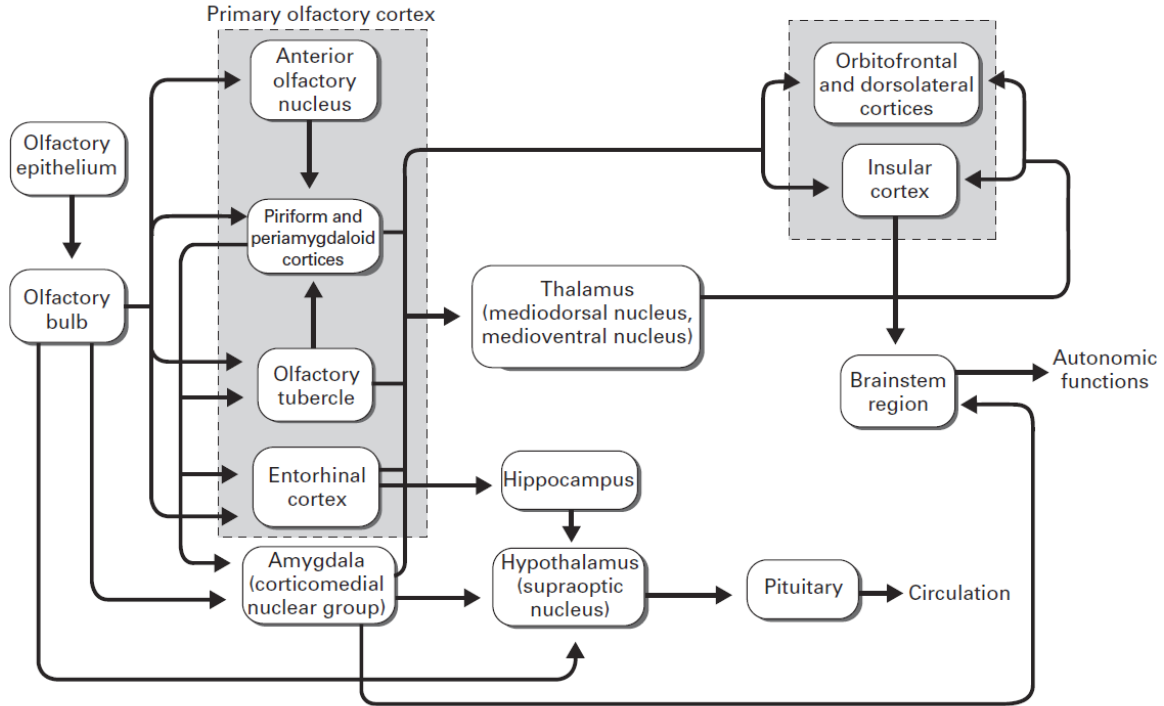 Primary olfactory cortex
Anterior
olfactory
nucleus
Orbitofrontal
and dorsolateral
cortices
Olfactory
epithelium
Insular
cortex
Piriform and
periamygdaloid
cortices
Olfactory
bulb
Thalamus
(mediodorsal nucleus,
medioventral nucleus)
Olfactory
tubercle
Brainstem
region
Autonomic
functions
Entorhinal
cortex
Hippocampus
Amygdala
(corticomedial
nuclear group)
Hypothalamus
(supraoptic
nucleus)
Pituitary
Circulation